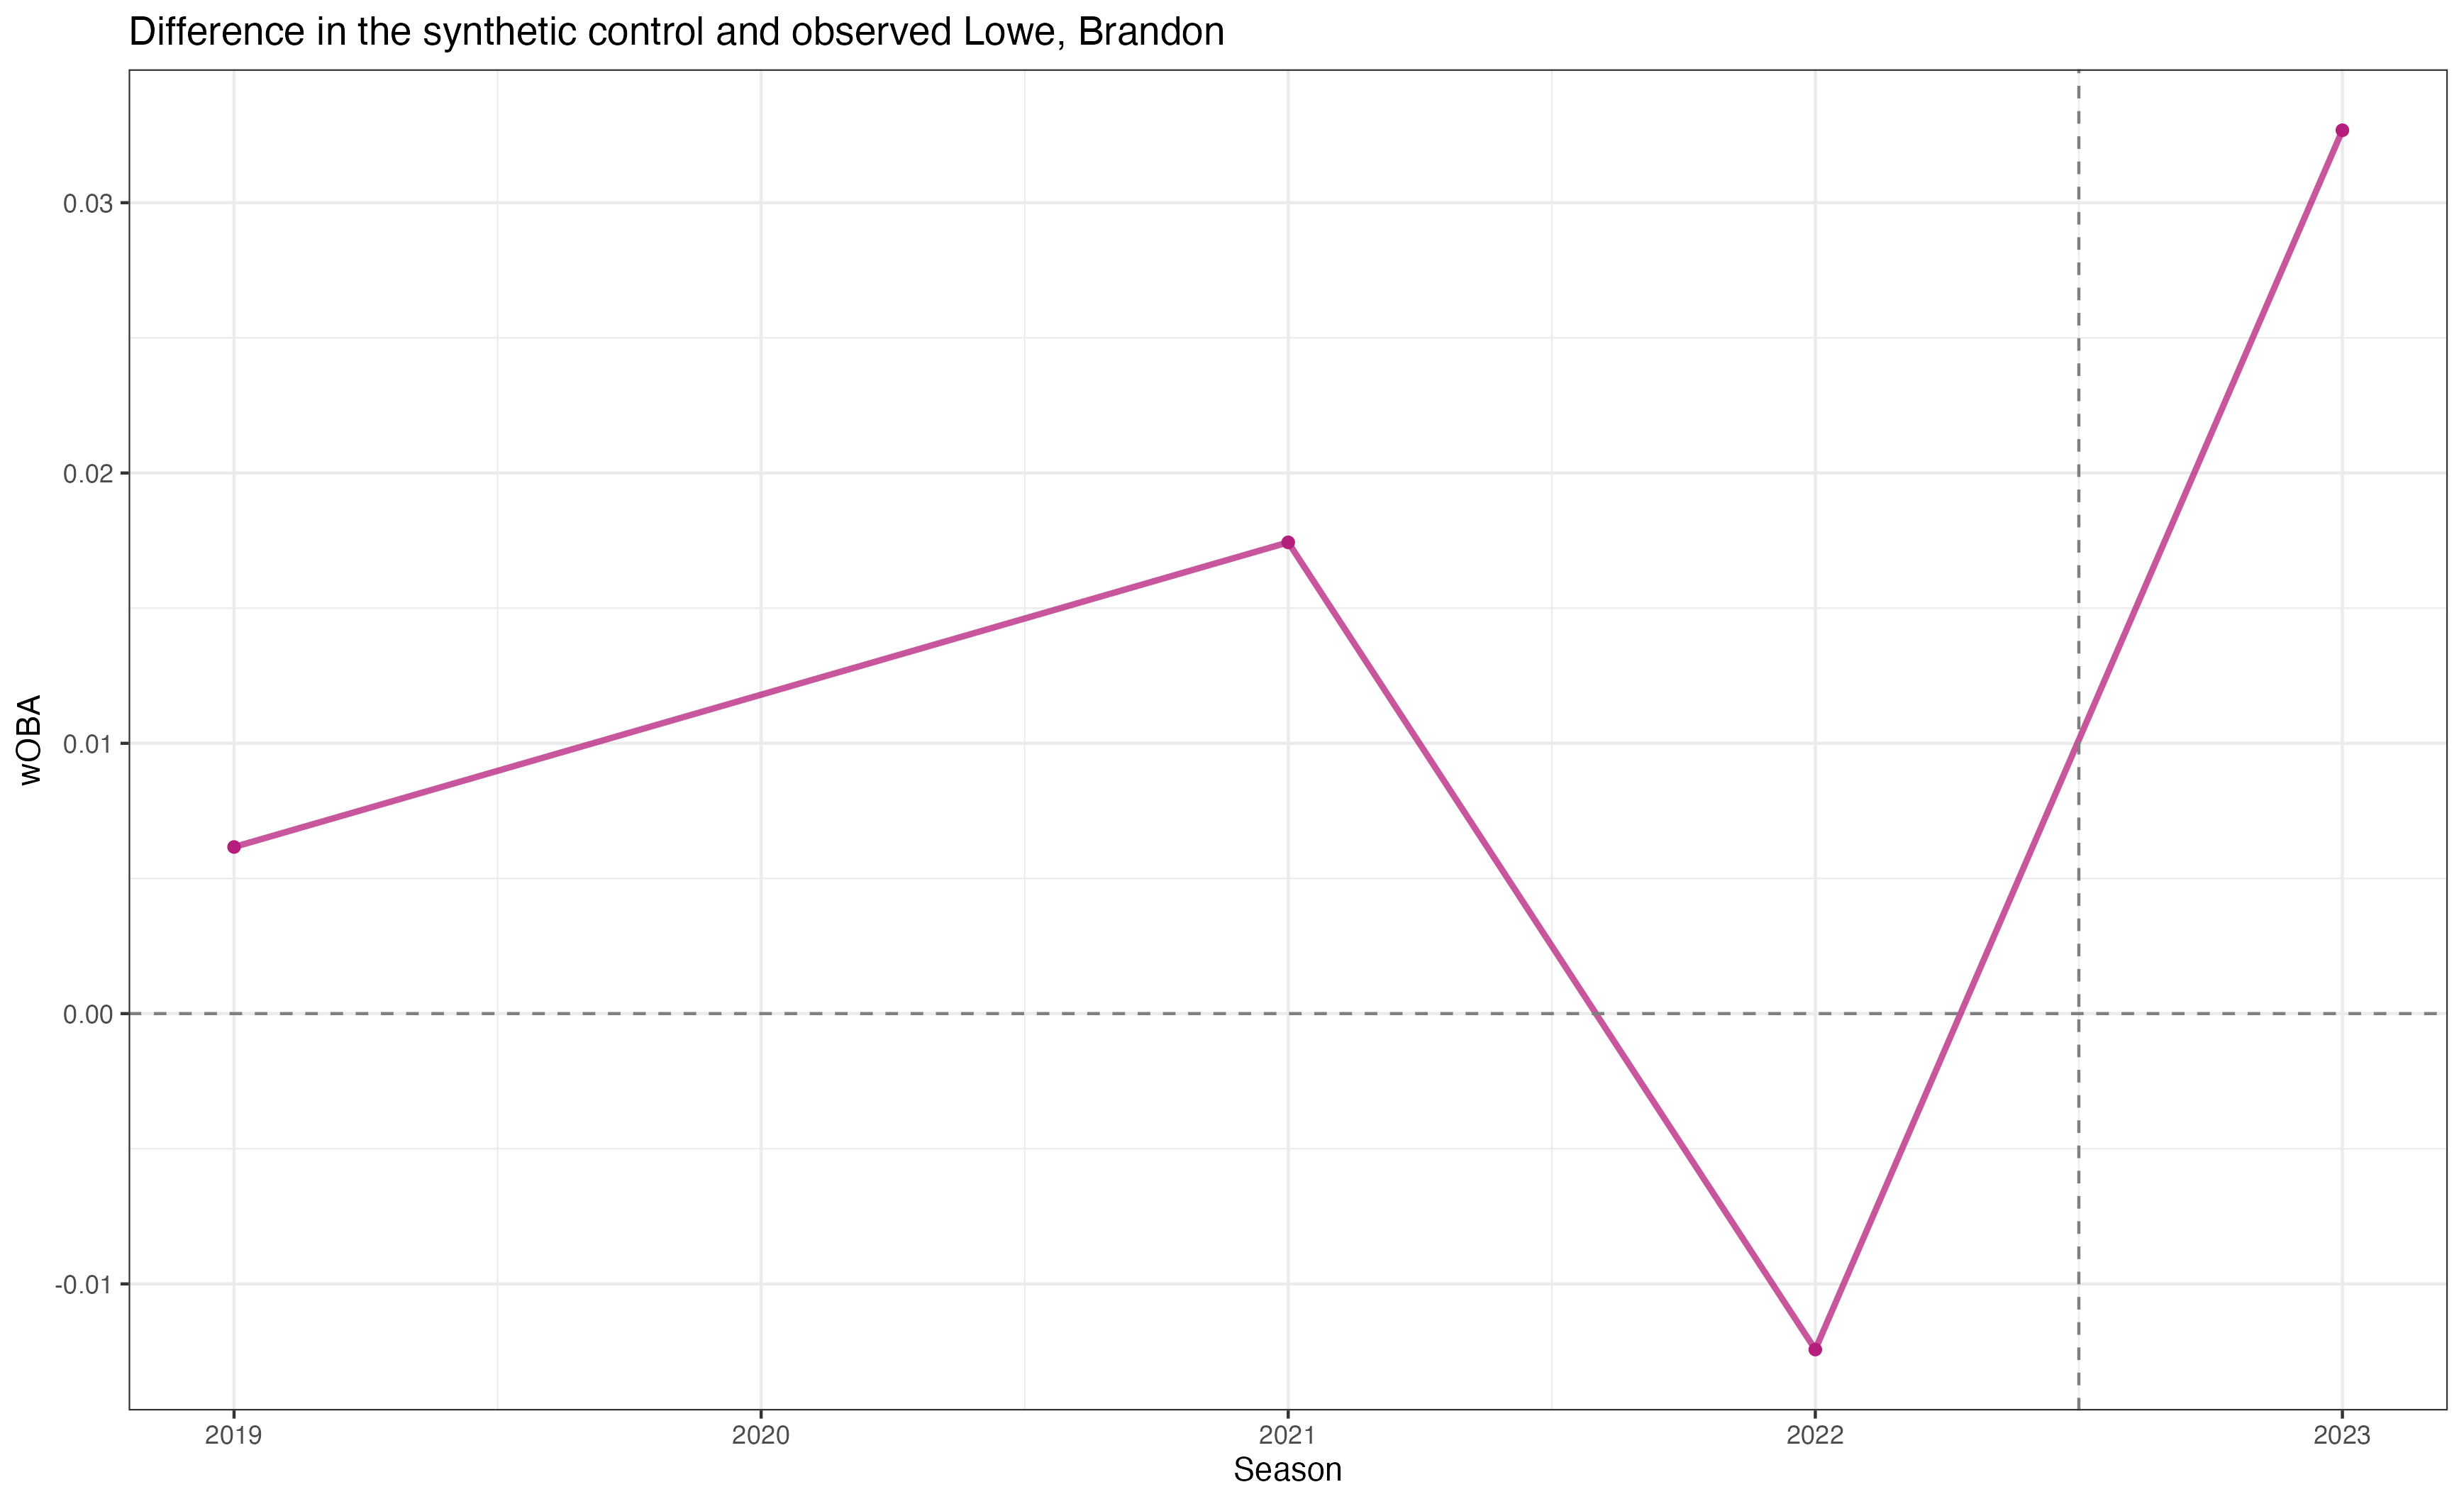 Difference in the synthetic control and observed Lowe, Brandon
wOBA
0.03
0.02
0.01
0.00
-0.01
2019 2020 2021 2022 2023
Season